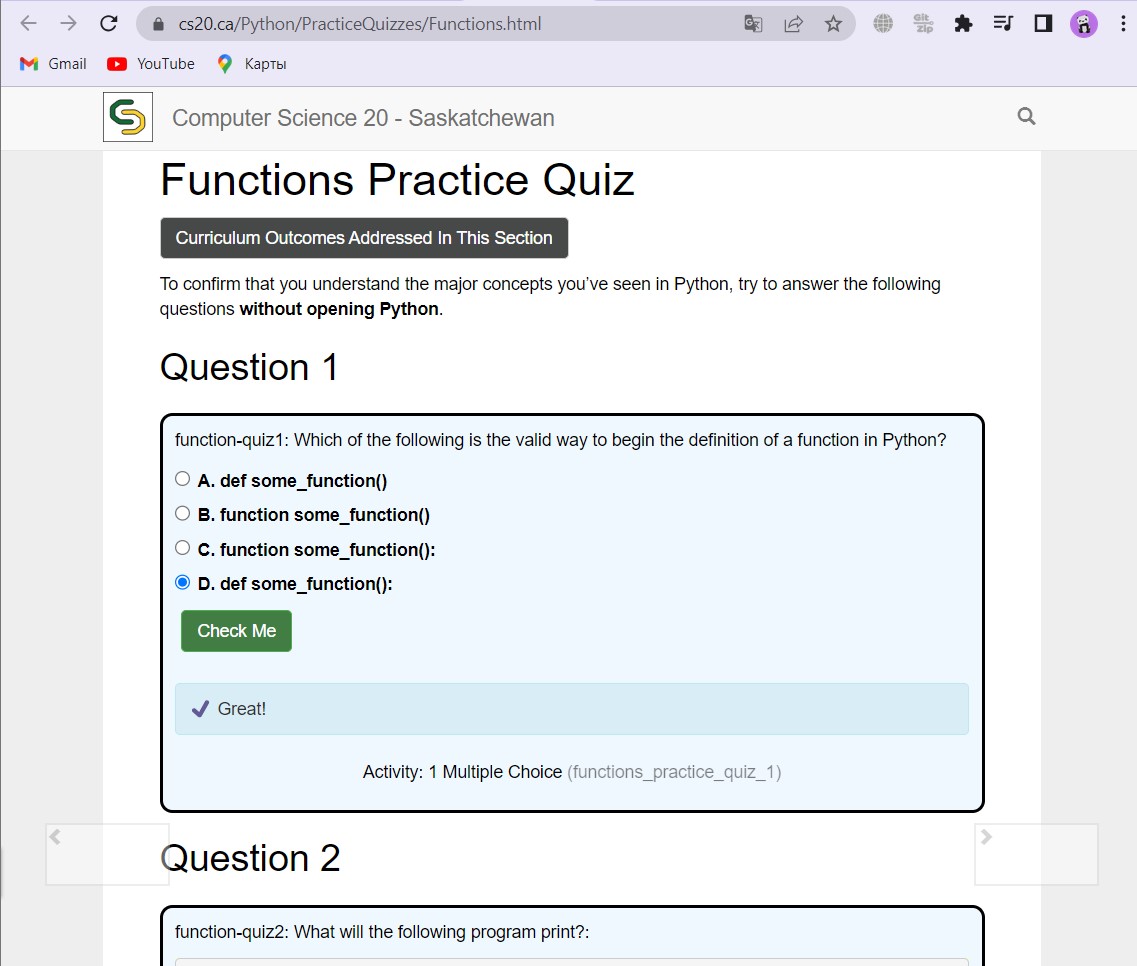 cs20.ca/Python/PracticeQuizzes/Functions.html
Git
zip
Gmail YouTube Карты
Computer Science 20 - Saskatchewan
Functions Practice Quiz
Curriculum Outcomes Addressed In This Section
To confirm that you understand the major concepts you’ve seen in Python, try to answer the following
questions without opening Python.
Question 1
function-quiz1: Which of the following is the valid way to begin the definition of a function in Python?
A. def some_function()
B. function some_function()
C. function some_function():
D. def some_function():
Check Me
Great!
Activity: 1 Multiple Choice (functions_practice_quiz_1)
Question 2
function-quiz2: What will the following program print?: